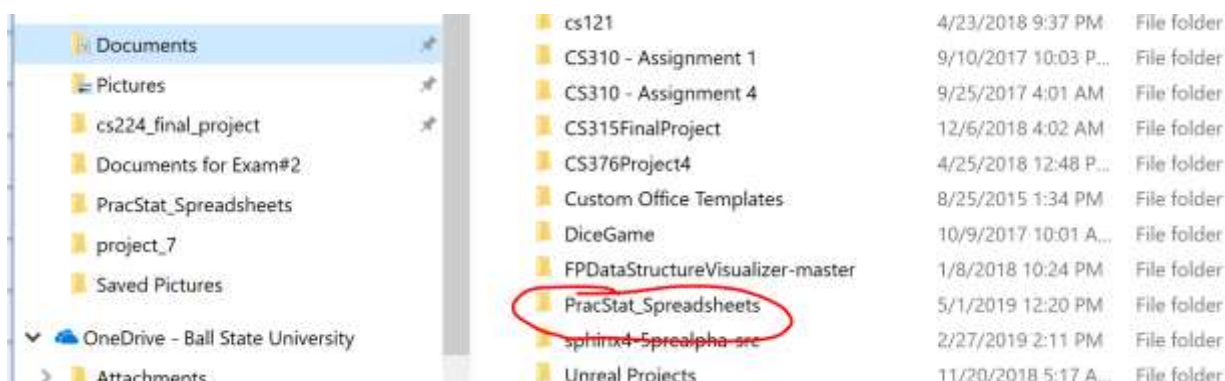 Documents
Pictures
cs224_final_project
Documents for Exam#2
PracStat_Spreadsheets
project_7
Saved Pictures
OneDrive - Ball State University
Attachments
cs121 4/23/2018 9:37 PM File folder
CS310 - Assignment 1 9/10/2017 10:03 P... File folder
CS310 - Assignment 4 9/25/2017 4:01 AM File folder
CS315FinalProject 12/6/2018 4:02 AM File folder
CS376Project4 4/25/2018 12:48 P... File folder
Custom Office Templates 8/25/2015 1:34 PM File folder
DiceGame 10/9/2017 10:01 A... File folder
FPDataStructureVisualizer-master 1/8/2018 10:24 PM File folder
PracStat_Spreadsheets 5/1/2019 12:20 PM File folder
sphinx4-5prealpha-src 2/27/2019 2:11 PM File folder
Unreal Projects 11/20/2018 5:17 A... File folder